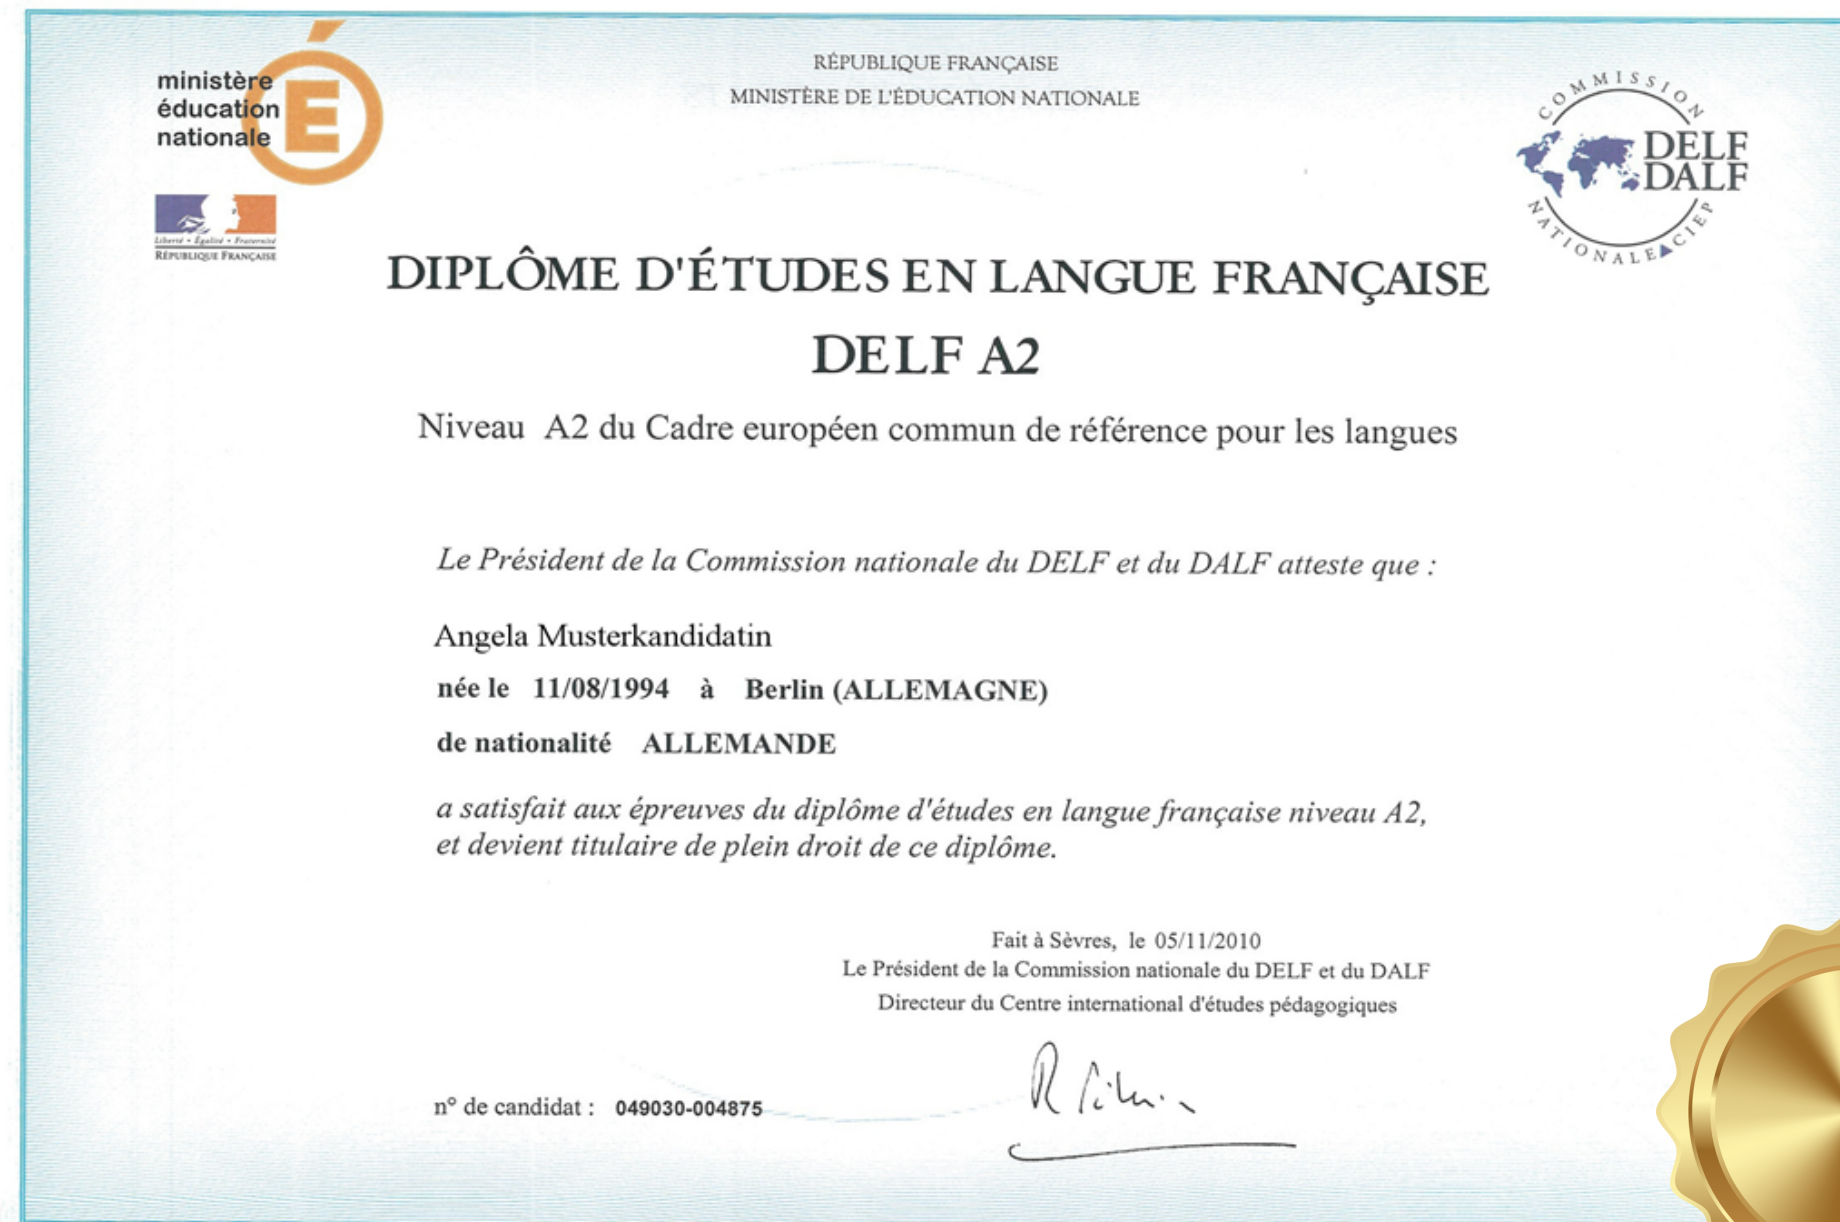 ministère
éducation
nationale
É
Liberté • Égalité • Fraternité
RÉPUBLIQUE FRANÇAISE
RÉPUBLIQUE FRANÇAISE
MINISTÈRE DE L'ÉDUCATION NATIONALE
COMMISSION
DELF
DALF
NATIONALE CIEP
DIPLÔME D'ÉTUDES EN LANGUE FRANÇAISE
DELF A2
Niveau A2 du Cadre européen commun de référence pour les langues
Le Président de la Commission nationale du DELF et du DALF atteste que :
Angela Musterkandidatin
née le 11/08/1994 à Berlin (ALLEMAGNE)
de nationalité ALLEMANDE
a satisfait aux épreuves du diplôme d'études en langue française niveau A2,
et devient titulaire de plein droit de ce diplôme.
Fait à Sèvres, le 05/11/2010
Le Président de la Commission nationale du DELF et du DALF
Directeur du Centre international d'études pédagogiques
n° de candidat : 049030-004875